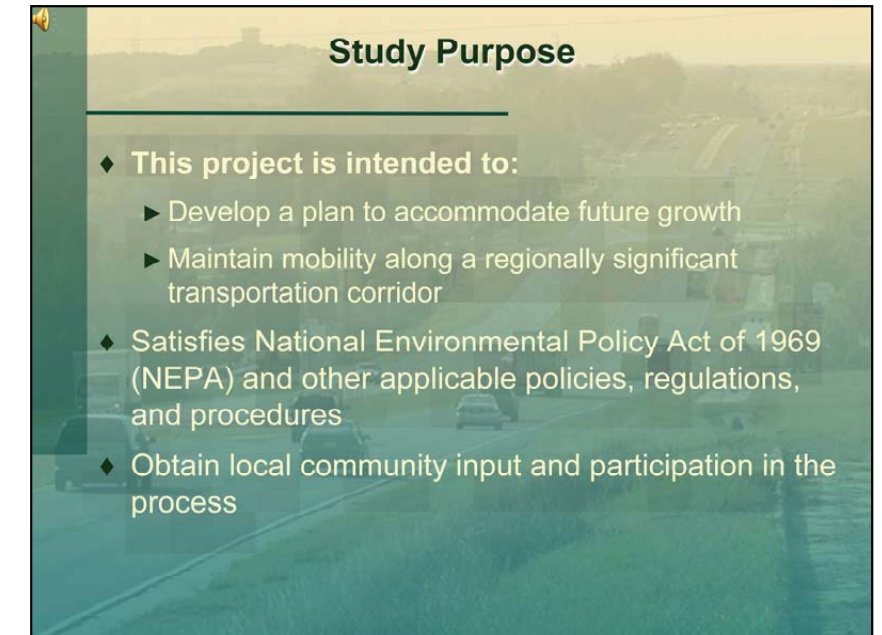 Study Purpose
♦ This project is intended to:
► Develop a plan to accommodate future growth
► Maintain mobility along a regionally significant
transportation corridor
♦ Satisfies National Environmental Policy Act of 1969
(NEPA) and other applicable policies, regulations,
and procedures
♦ Obtain local community input and participation in the
process